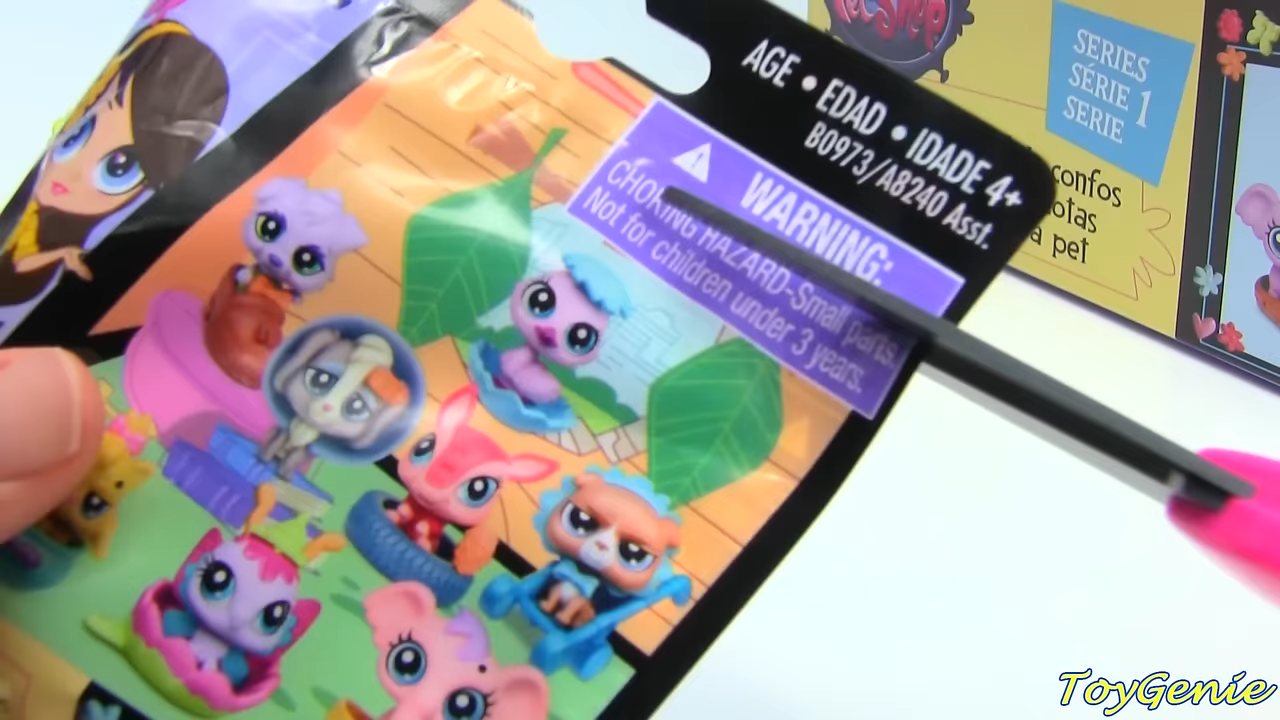 PetShop
SERIES
SÉRIE 1
SERIE
confos
otas
a pet
AGE • EDAD • IDADE 4+
B0973/A8240 Asst.
WARNING:
CHOKING HAZARD-Small parts.
Not for children under 3 years.
ToyGenie